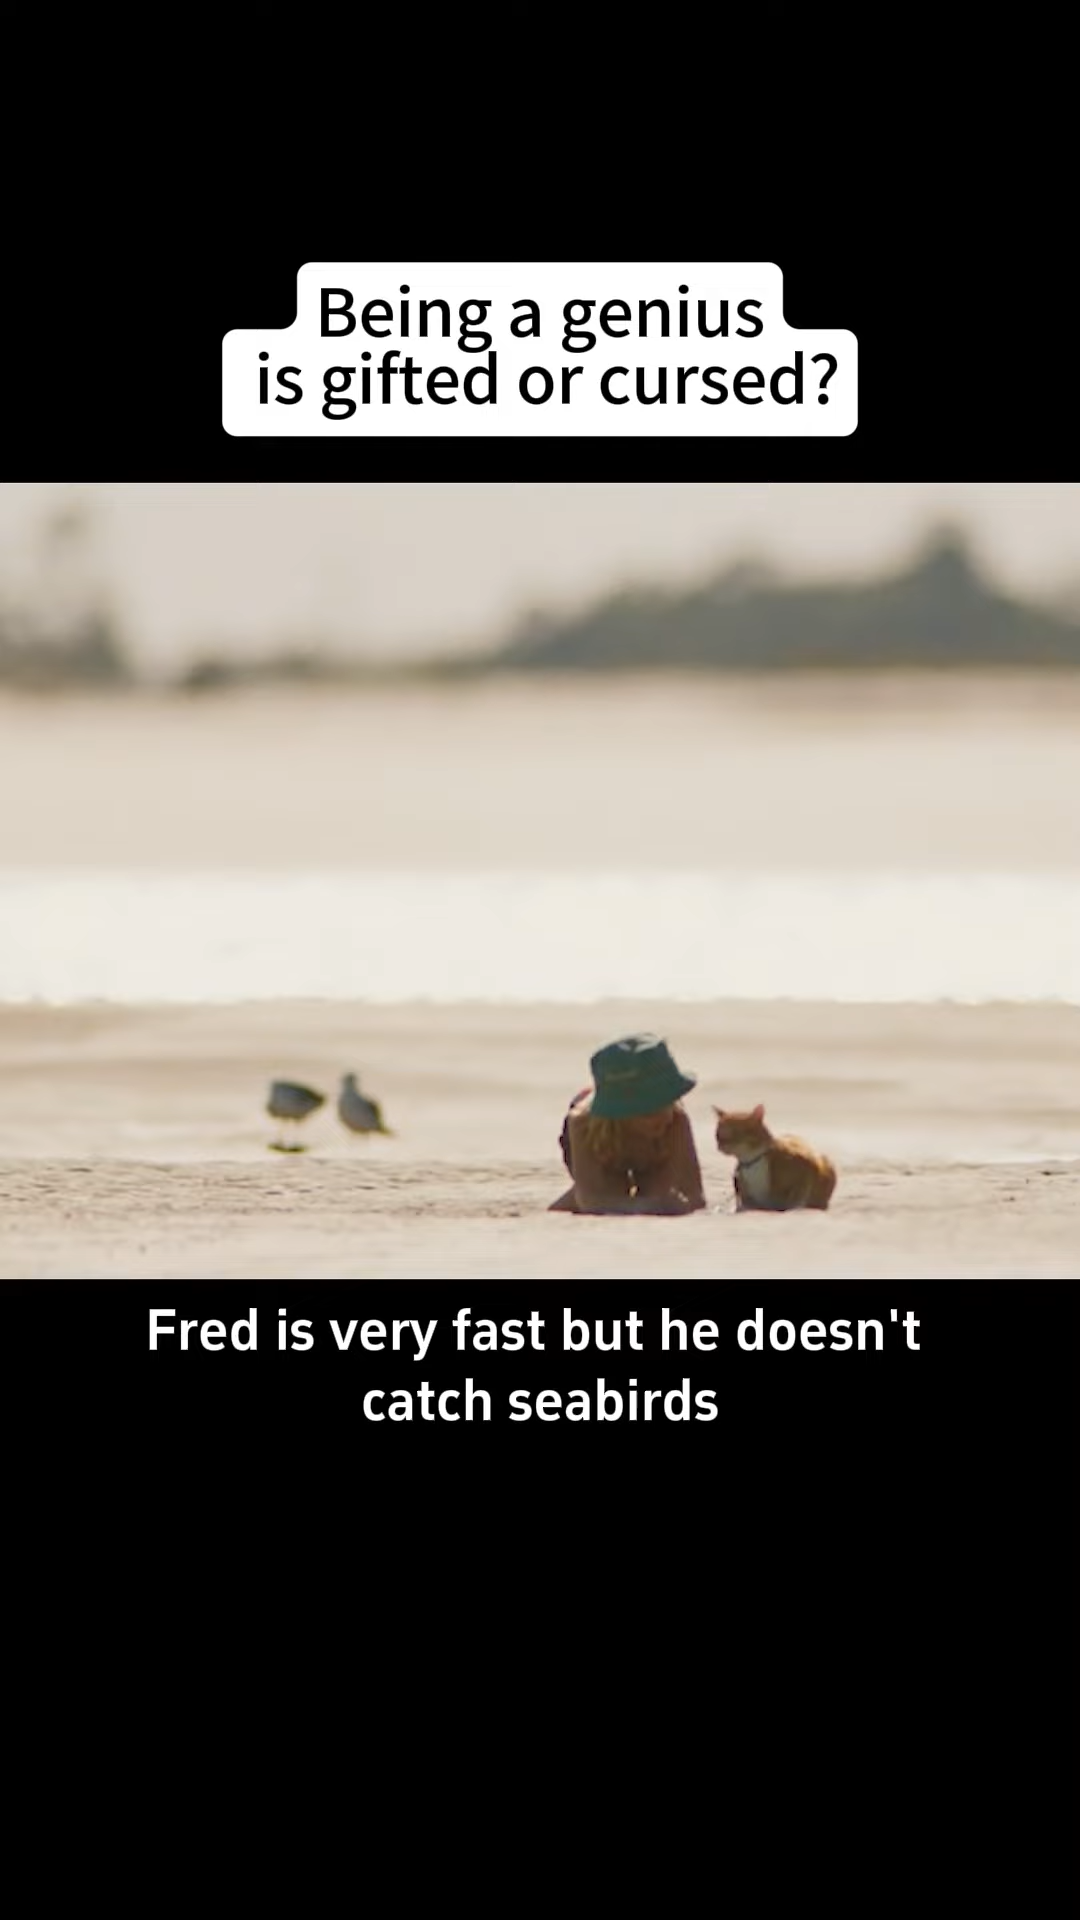 Being a genius
is gifted or cursed?
Fred is very fast but he doesn't
catch seabirds